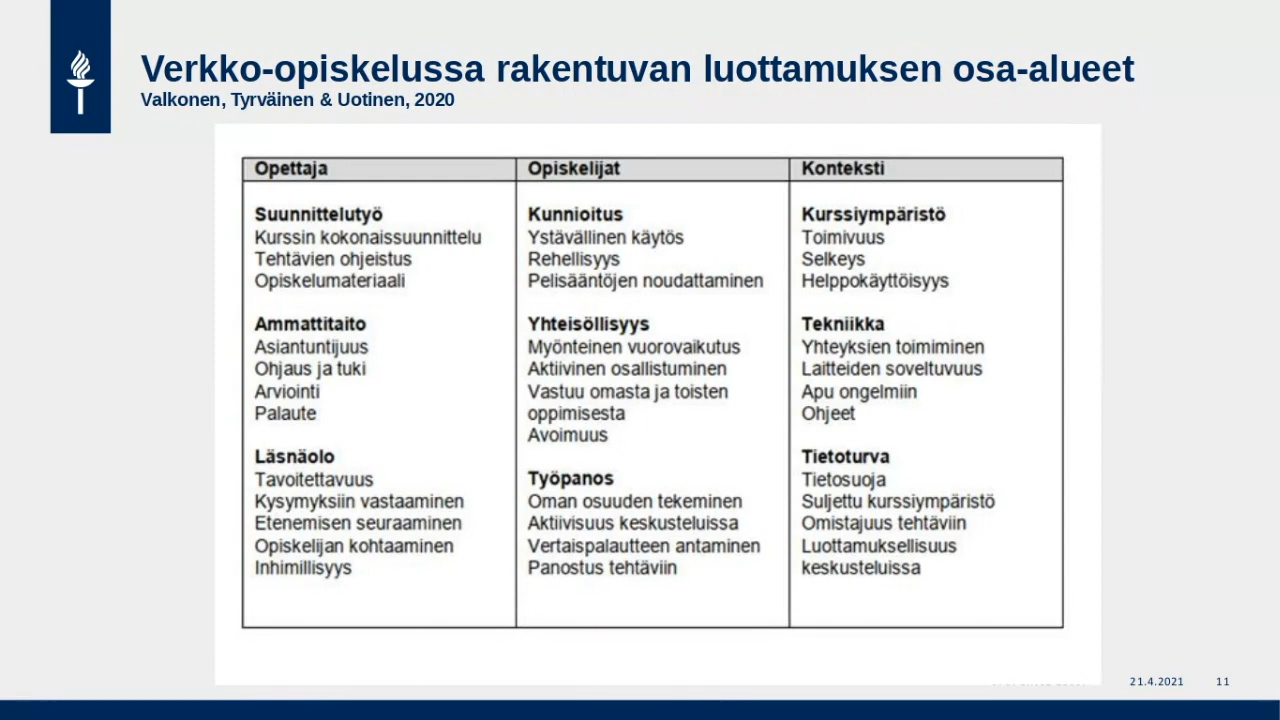 Verkko-opiskelussa rakentuvan luottamuksen osa-alueet
Valkonen, Tyrväinen & Uotinen, 2020
Opettaja
Suunnittelutyö
Kurssin kokonaissuunnittelu
Tehtävien ohjeistus
Opiskelumateriaali
Ammattitaito
Asiantuntijuus
Ohjaus ja tuki
Arviointi
Palaute
Läsnäolo
Tavoitettavuus
Kysymyksiin vastaaminen
Etenemisen seuraaminen
Opiskelijan kohtaaminen
Inhimillisyys
Opiskelijat
Kunnioitus
Ystävällinen käytös
Rehellisyys
Pelisääntöjen noudattaminen
Yhteisöllisyys
Myönteinen vuorovaikutus
Aktiivinen osallistuminen
Vastuu omasta ja toisten
oppimisesta
Avoimuus
Työpanos
Oman osuuden tekeminen
Aktiivisuus keskusteluissa
Vertaispalautteen antaminen
Panostus tehtäviin
Konteksti
Kurssiympäristö
Toimivuus
Selkeys
Helppokäyttöisyys
Tekniikka
Yhteyksien toimiminen
Laitteiden soveltuvuus
Apu ongelmiin
Ohjeet
Tietoturva
Tietosuoja
Suljettu kurssiympäristö
Omistajuus tehtäviin
Luottamuksellisuus
keskusteluissa
21.4.2021
11